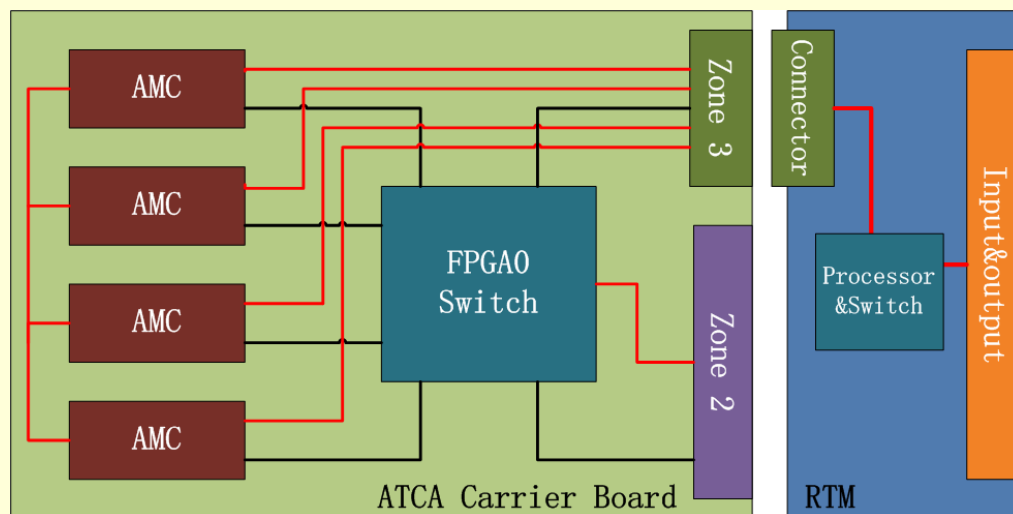 AMC
AMC
AMC
AMC
FPGA0
Switch
Zone 3
Zone 2
ATCA Carrier Board
Connector
Processor
&Switch
Input&output
RTM